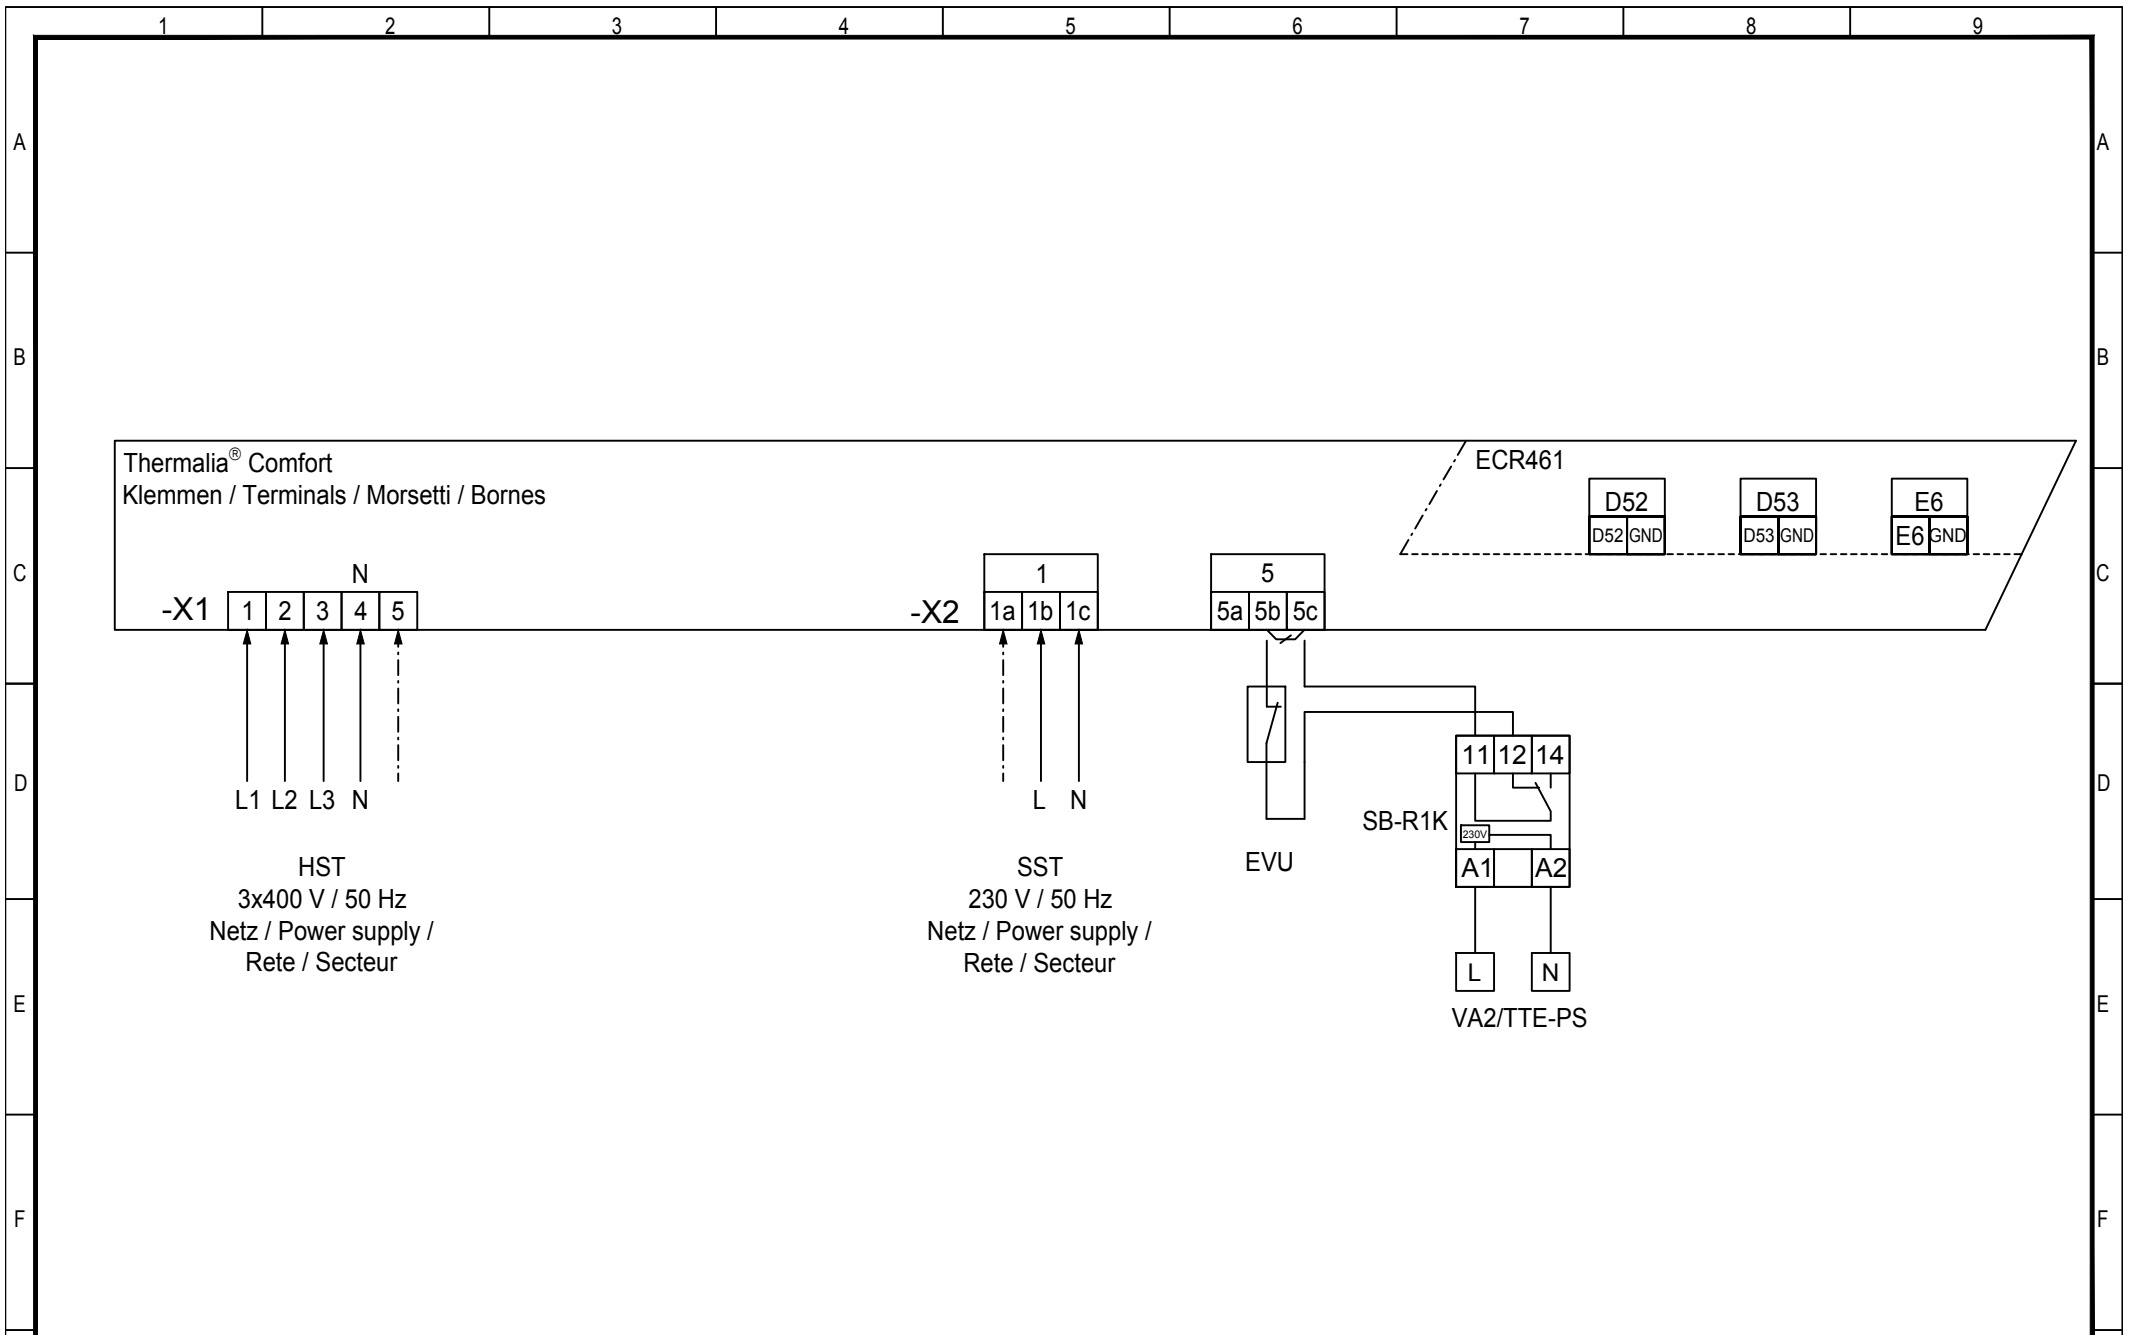 1 2 3 4 5 6 7 8 9
A A
B B
Thermalia® Comfort
Klemmen / Terminals / Morsetti / Bornes
ECR461
D52 D53 E6
D52 GND D53 GND E6 GND
C C
N 1 5
-X1 1 2 3 4 5 -X2 1a 1b 1c 5a 5b 5c
11 12 14
D D
L1 L2 L3 N L N
SB-R1K
230V
A1 A2
HST
3x400 V / 50 Hz
Netz / Power supply /
Rete / Secteur
SST
230 V / 50 Hz
Netz / Power supply /
Rete / Secteur
EVU
L N
VA2/TTE-PS
E E
F F